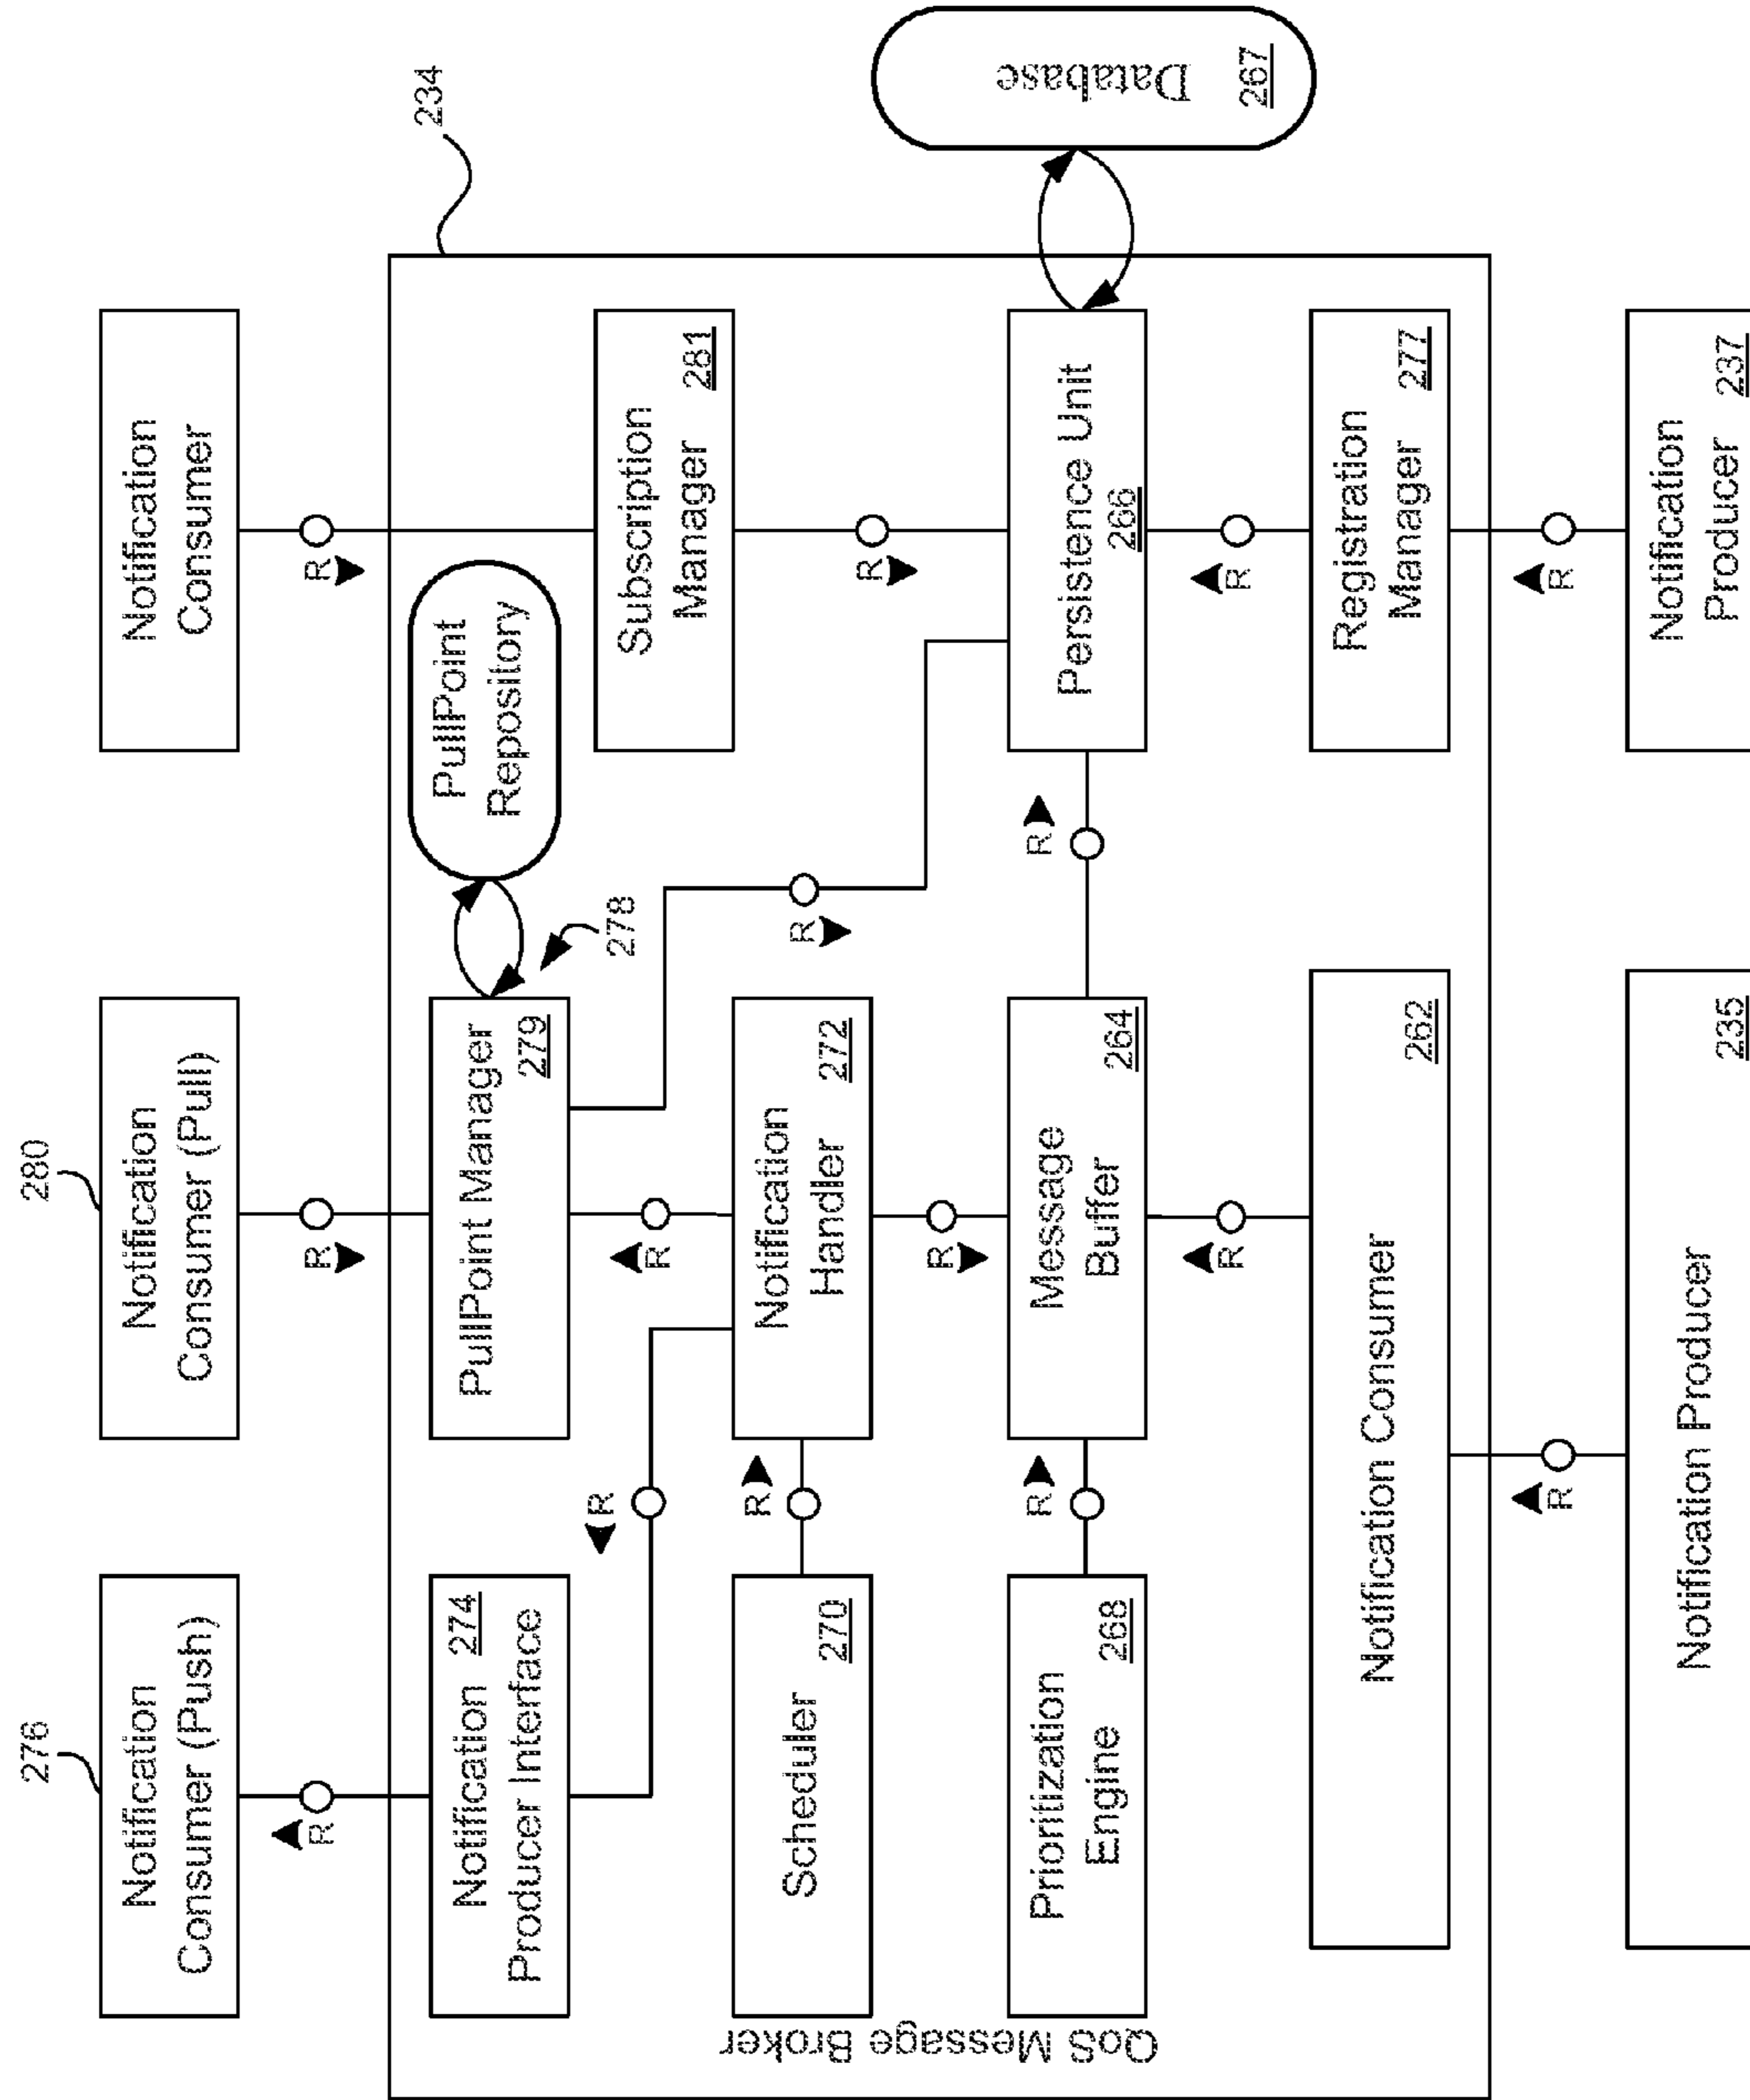 276
280
Notification
Consumer (Push)
Notification
Consumer (Pull)
Notification
Consumer
R
R
R
234
QoS Message Broker
Notification 274
Producer Interface
PullPoint Manager
279
PullPoint
Repository
278
R
R
R
Scheduler
270
R
Notification
Handler 272
Subscription
Manager 281
R
R
Prioritization
Engine 268
R
Message
Buffer 264
R
Persistence Unit
266
Database
267
R
R
Notification Consumer
262
Registration
Manager 277
R
R
Notification Producer
235
Notification
Producer 237